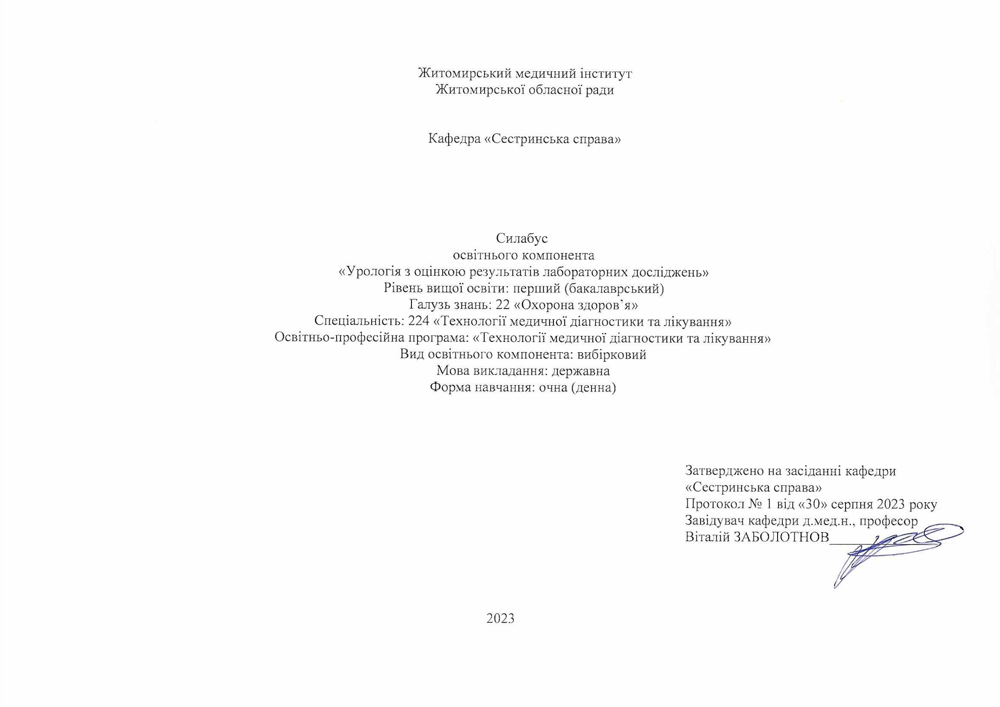 Житомирський медичний інститут
Житомирської обласної ради
Кафедра «Сестринська справа»
Силабус
освітнього компонента
«Урологія з оцінкою результатів лабораторних досліджень»
Рівень вищої освіти: перший (бакалаврський)
Галузь знань: 22 «Охорона здоров’я»
Спеціальність: 224 «Технології медичної діагностики та лікування»
Освітньо-професійна програма: «Технології медичної діагностики та лікування»
Вид освітнього компонента: вибірковий
Мова викладання: державна
Форма навчання: очна (денна)
Затверджено на засіданні кафедри
«Сестринська справа»
Протокол № 1 від «30» серпня 2023 року
Завідувач кафедри д.мед.н., професор
Віталій ЗАБОЛОТНОВ
2023